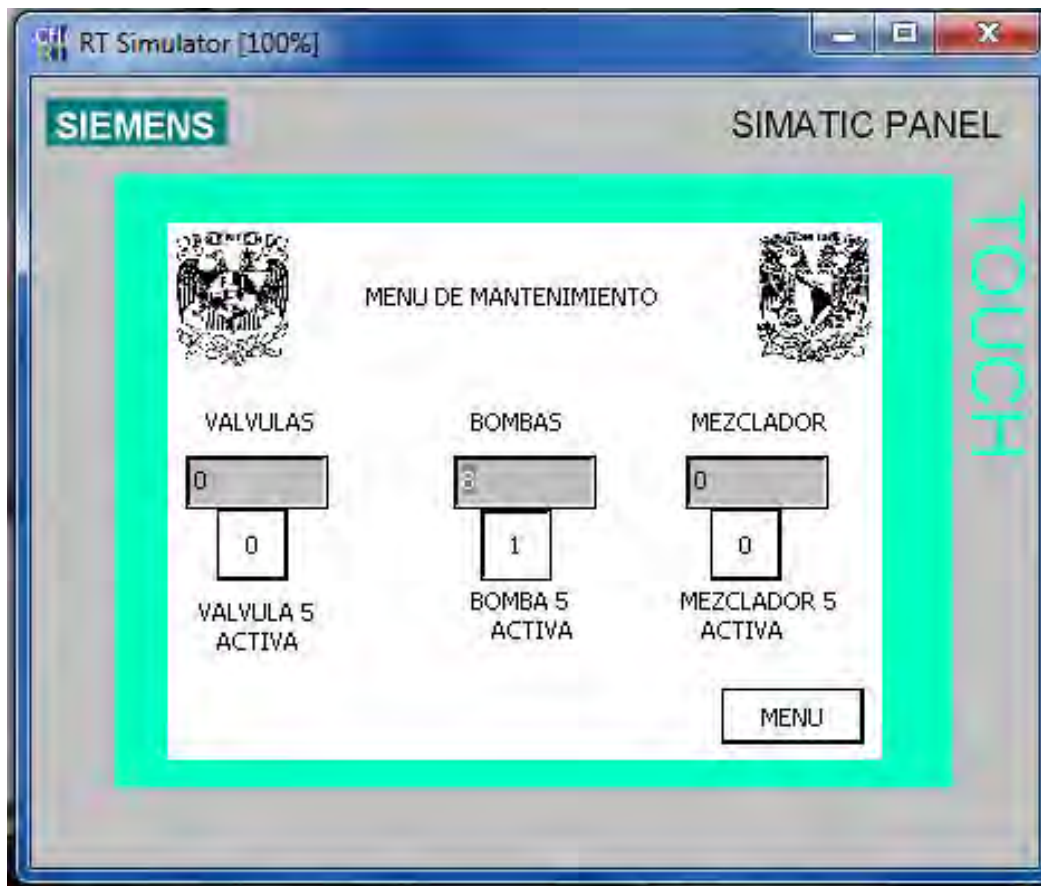 RT Simulator [100%]
SIEMENS
SIMATIC PANEL
TOUCH
MENU DE MANTENIMIENTO
VALVULAS
BOMBAS
MEZCLADOR
0
0
0
1
0
VALVULA 5
ACTIVA
BOMBA 5
ACTIVA
MEZCLADOR 5
ACTIVA
MENU